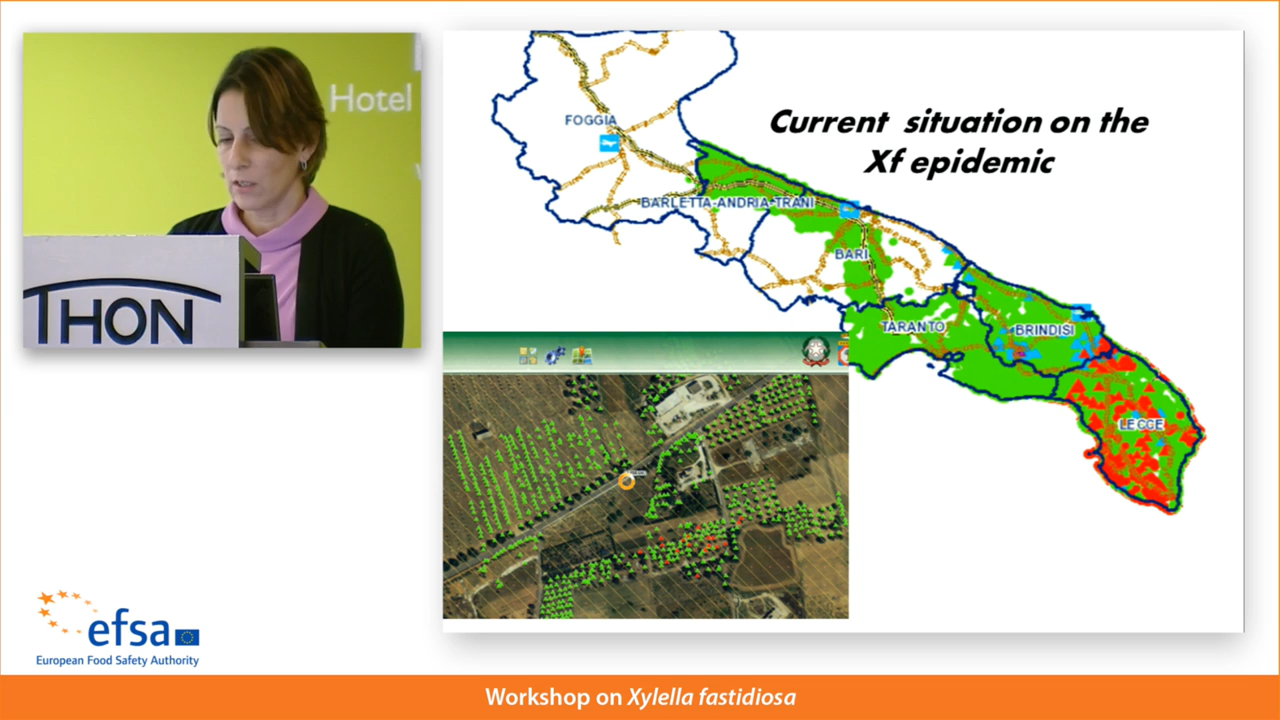 Hotel
THON
Current situation on the
Xf epidemic
FOGGIA
BARLETTA-ANDRIA-TRANI
BARI
TARANTO
BRINDISI
LECCE
efsa
European Food Safety Authority
Workshop on Xylella fastidiosa